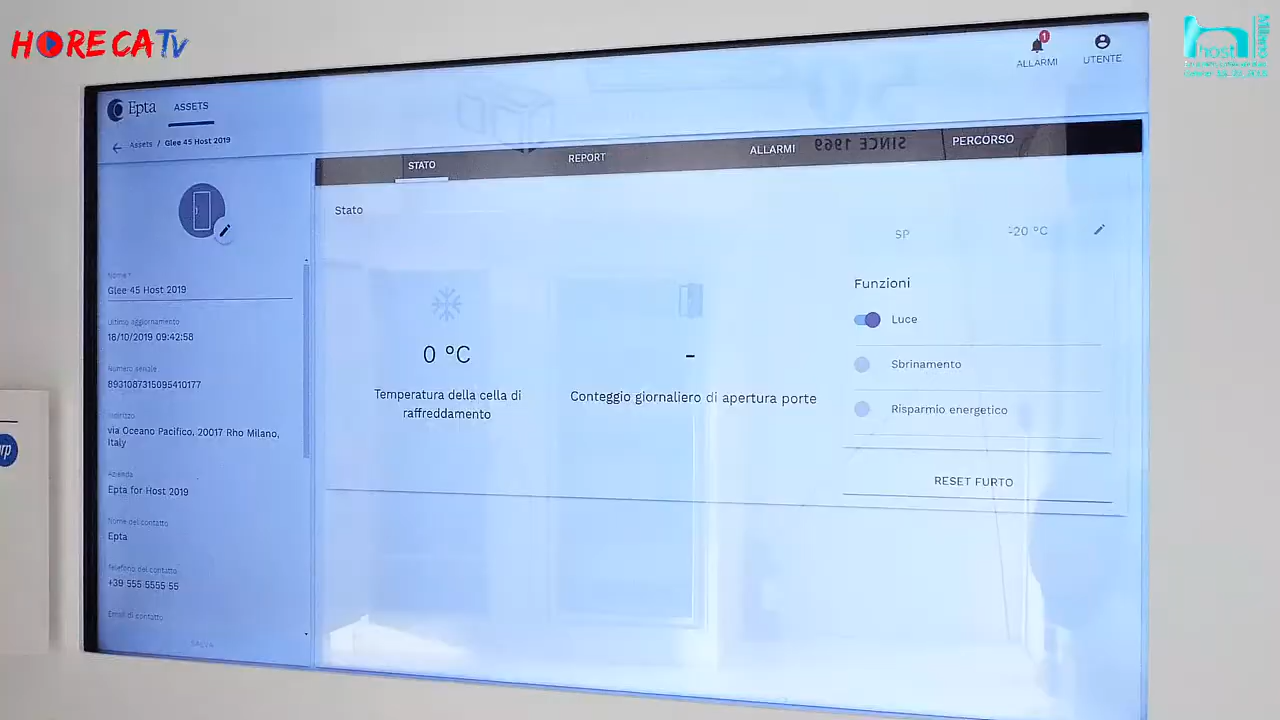 HORECATV
host
Milano
1
ALLARMI
UTENTE
Epta
ASSETS
Assets / Glee 45 Host 2019
STATO
REPORT
ALLARMI
SINCE 1969
PERCORSO
Nome *
Glee 45 Host 2019
Ultimo aggiornamento
18/10/2019 09:42:58
Numero seriale
8931087315095410177
Indirizzo
via Oceano Pacifico, 20017 Rho Milano,
Italy
Azienda
Epta for Host 2019
Nome del contatto
Epta
Telefono del contatto
+39 555 5555 55
Email di contatto
SALVA
Stato
SP
-20 °C
0 °C
Temperatura della cella di
raffreddamento
-
Conteggio giornaliero di apertura porte
Funzioni
Luce
Sbrinamento
Risparmio energetico
RESET FURTO